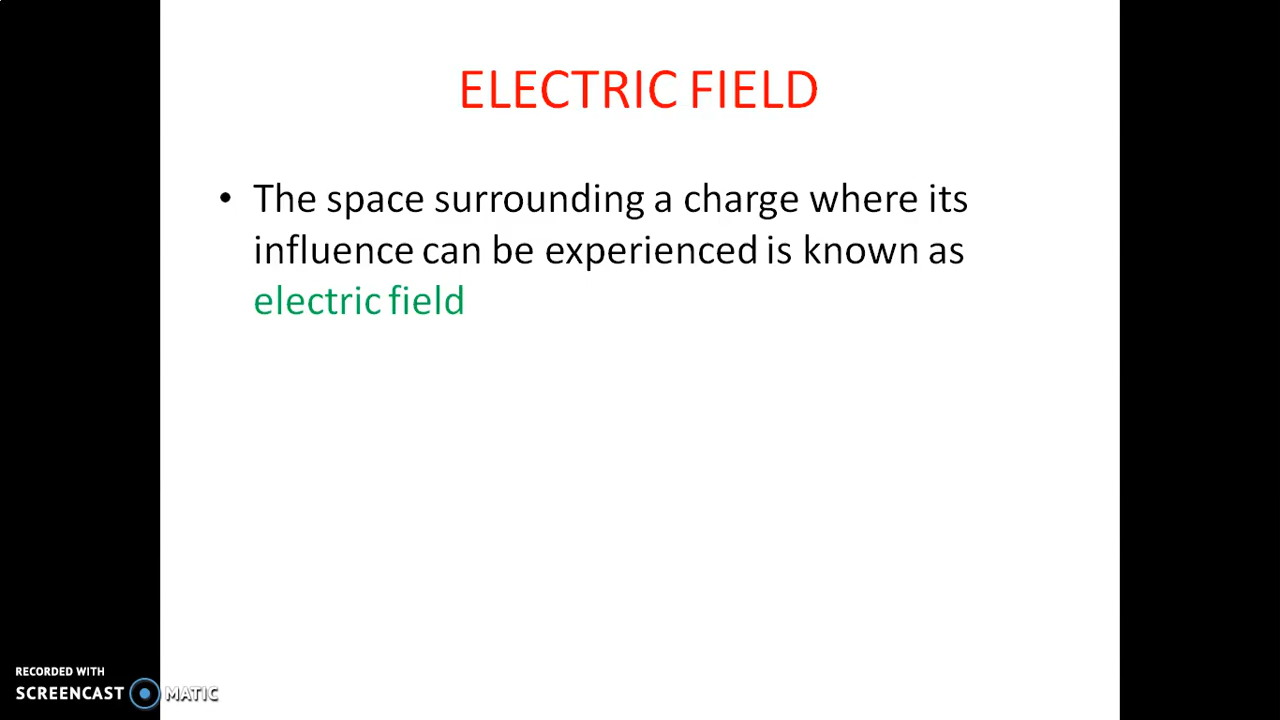 ELECTRIC FIELD
• The space surrounding a charge where its
influence can be experienced is known as
electric field
RECORDED WITH
SCREENCAST MATIC